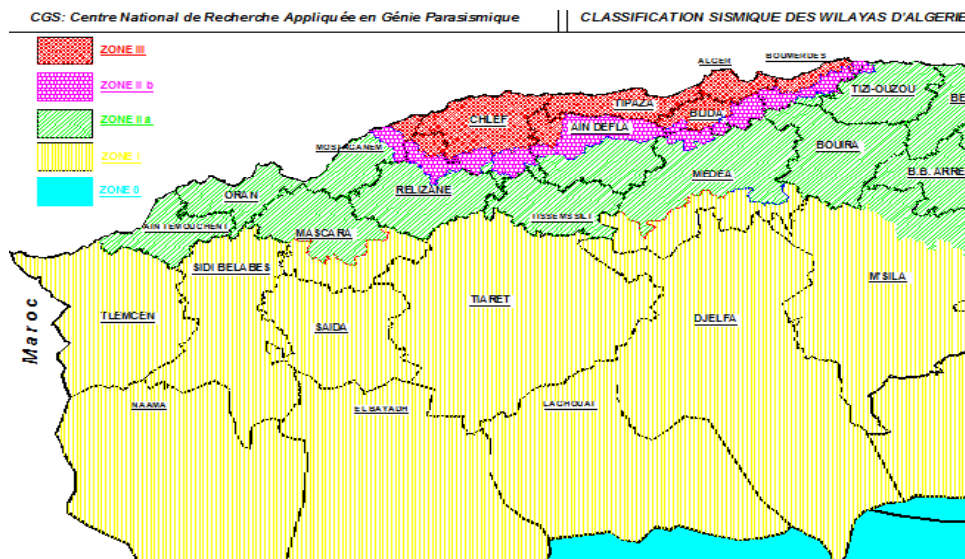 CGS: Centre National de Recherche Appliquée en Génie Parasismique
CLASSIFICATION SISMIQUE DES WILAYAS D'ALGERIE
ZONE III
ZONE II b
ZONE II a
ZONE I
ZONE 0
ALGER
BOUMERDES
TIZI-OUZOU
BE
TIPAZA
BLIDA
CHLEF
AIN DEFLA
MOSTAGANEM
BOUIRA
B.B. ARRE
MEDEA
RELIZANE
ORAN
TISSEMSSILT
AIN TEMOUCHENT
MASCARA
SIDI BELABES
M'SILA
TIARET
Maroc
TLEMCEN
SAIDA
DJELFA
NAAMA
EL BAYADH
LAGHOUAT